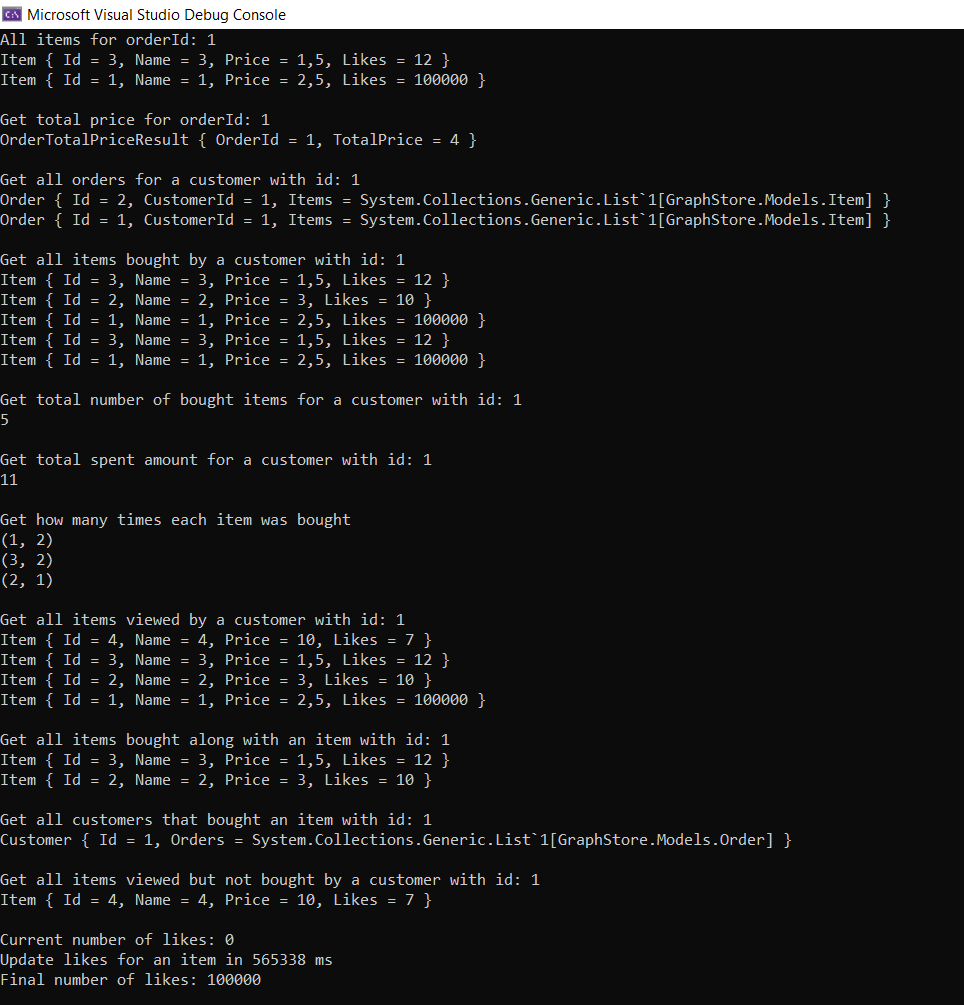 Microsoft Visual Studio Debug Console
All items for orderId: 1
Item { Id = 3, Name = 3, Price = 1,5, Likes = 12 }
Item { Id = 1, Name = 1, Price = 2,5, Likes = 100000 }
Get total price for orderId: 1
OrderTotalPriceResult { OrderId = 1, TotalPrice = 4 }
Get all orders for a customer with id: 1
Order { Id = 2, CustomerId = 1, Items = System.Collections.Generic.List`1[GraphStore.Models.Item] }
Order { Id = 1, CustomerId = 1, Items = System.Collections.Generic.List`1[GraphStore.Models.Item] }
Get all items bought by a customer with id: 1
Item { Id = 3, Name = 3, Price = 1,5, Likes = 12 }
Item { Id = 2, Name = 2, Price = 3, Likes = 10 }
Item { Id = 1, Name = 1, Price = 2,5, Likes = 100000 }
Item { Id = 3, Name = 3, Price = 1,5, Likes = 12 }
Item { Id = 1, Name = 1, Price = 2,5, Likes = 100000 }
Get total number of bought items for a customer with id: 1
5
Get total spent amount for a customer with id: 1
11
Get how many times each item was bought
(1, 2)
(3, 2)
(2, 1)
Get all items viewed by a customer with id: 1
Item { Id = 4, Name = 4, Price = 10, Likes = 7 }
Item { Id = 3, Name = 3, Price = 1,5, Likes = 12 }
Item { Id = 2, Name = 2, Price = 3, Likes = 10 }
Item { Id = 1, Name = 1, Price = 2,5, Likes = 100000 }
Get all items bought along with an item with id: 1
Item { Id = 3, Name = 3, Price = 1,5, Likes = 12 }
Item { Id = 2, Name = 2, Price = 3, Likes = 10 }
Get all customers that bought an item with id: 1
Customer { Id = 1, Orders = System.Collections.Generic.List`1[GraphStore.Models.Order] }
Get all items viewed but not bought by a customer with id: 1
Item { Id = 4, Name = 4, Price = 10, Likes = 7 }
Current number of likes: 0
Update likes for an item in 565338 ms
Final number of likes: 100000